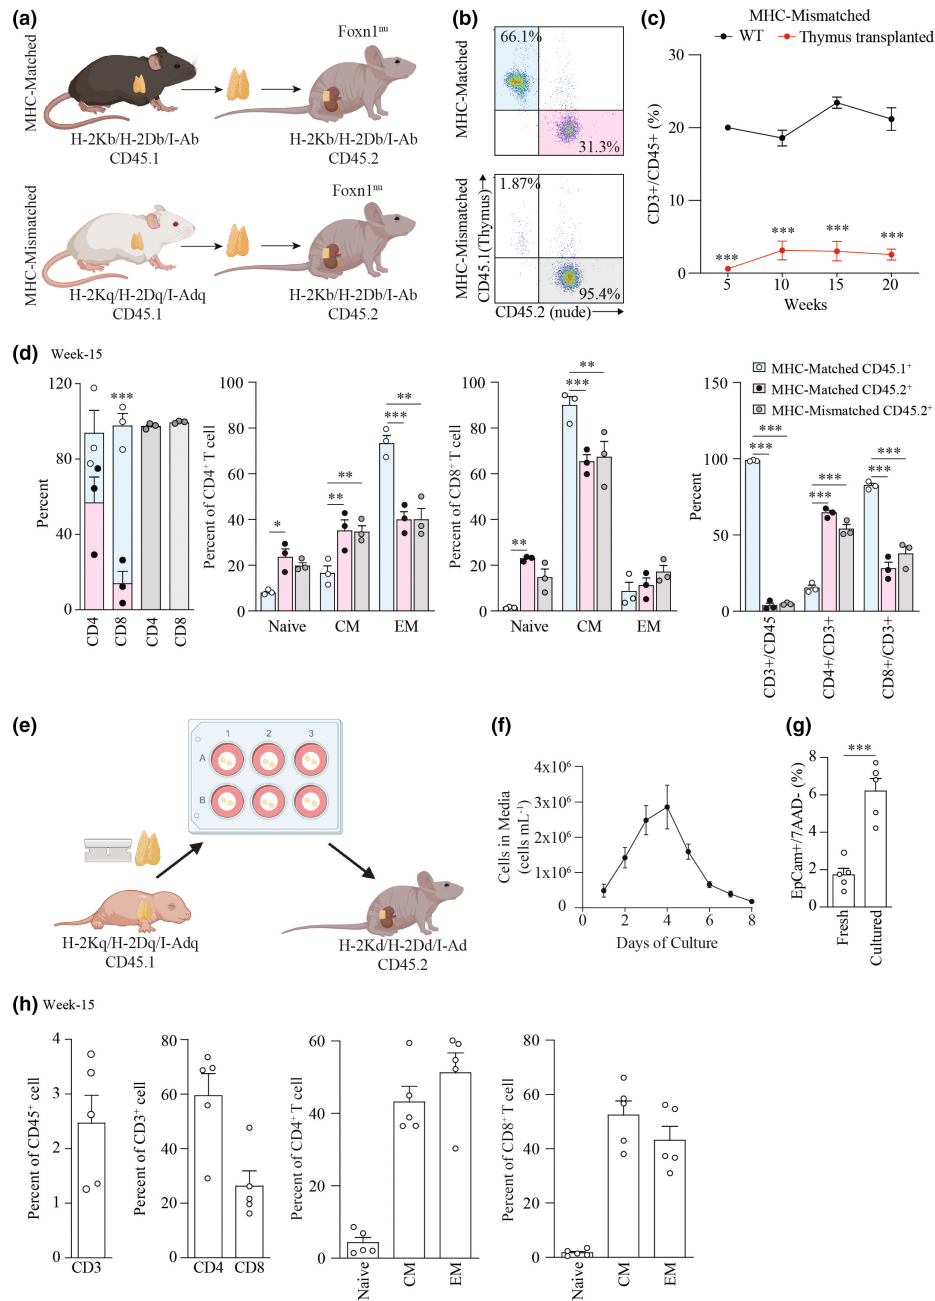 (a)
MHC-Matched
Foxn1nu
H-2Kb/H-2Db/I-Ab
CD45.1
H-2Kb/H-2Db/I-Ab
CD45.2
MHC-Mismatched
Foxn1nu
H-2Kq/H-2Dq/I-Adq
CD45.1
H-2Kb/H-2Db/I-Ab
CD45.2
(b)
MHC-Matched
66.1%
31.3%
MHC-Mismatched
CD45.1(Thymus)
1.87%
95.4%
CD45.2 (nude)
(c)
MHC-Mismatched
WT
Thymus transplanted
CD3+/CD45+ (%)
30
20
10
0
***
***
***
***
5
10
15
20
Weeks
(d) Week-15
Percent
120
80
40
0
***
CD4
CD8
CD4
CD8
Percent of CD4+ T cell
100
80
60
40
20
0
*
**
**
**
***
Naive
CM
EM
Percent of CD8+ T cell
100
80
60
40
20
0
**
**
***
Naive
CM
EM
MHC-Matched CD45.1+
MHC-Matched CD45.2+
MHC-Mismatched CD45.2+
Percent
150
100
50
0
***
***
***
***
***
***
CD3+/CD45
CD4+/CD3+
CD8+/CD3+
(e)
1
2
3
A
B
H-2Kq/H-2Dq/I-Adq
CD45.1
H-2Kd/H-2Dd/I-Ad
CD45.2
(f)
Cells in Media
(cells mL-1)
4x106
3x106
2x106
1x106
0
0
2
4
6
8
Days of Culture
(g)
EpCam+/7AAD- (%)
8
6
4
2
0
***
Fresh
Cultured
(h) Week-15
Percent of CD45+ cell
4
3
2
1
0
CD3
Percent of CD3+ cell
80
60
40
20
0
CD4
CD8
Percent of CD4+ T cell
60
40
20
0
Naive
CM
EM
Percent of CD8+ T cell
80
60
40
20
0
Naive
CM
EM